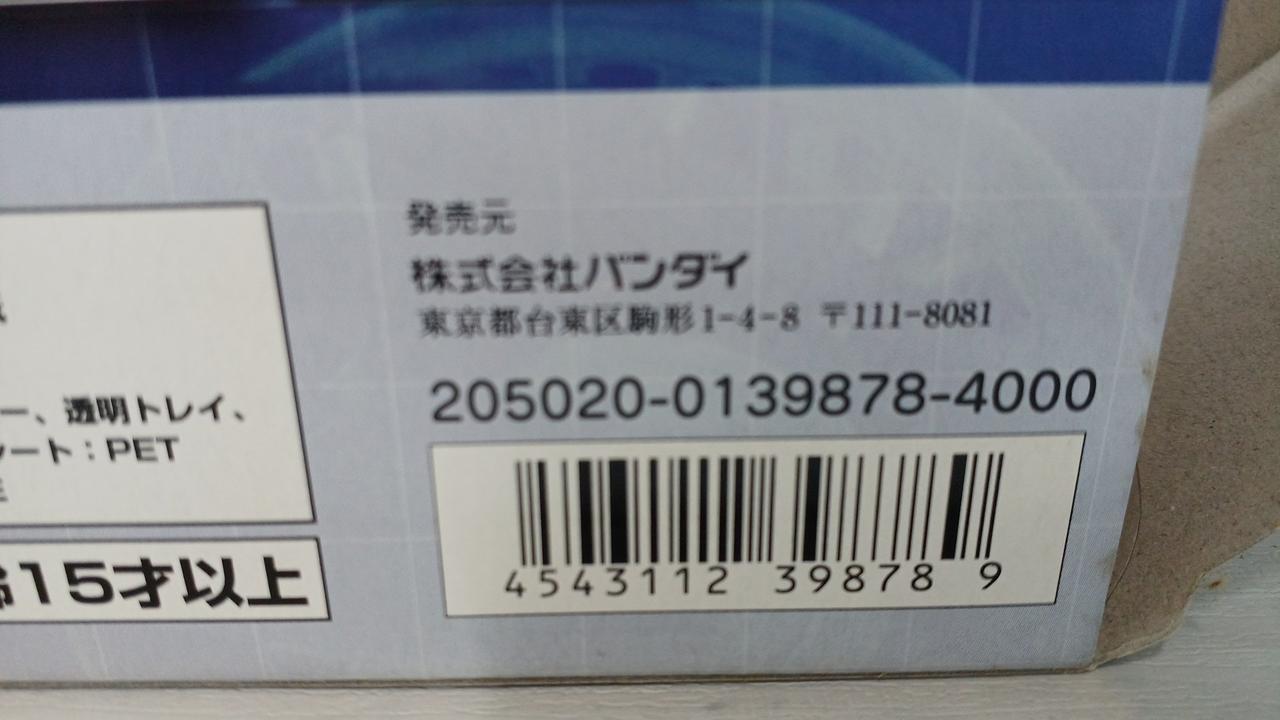 発売元
株式会社バンダイ
東京都台東区駒形1-4-8 〒111-8081
205020-0139878-4000
4543112 39878 9
ー、透明トレイ、
ート：PET
15才以上